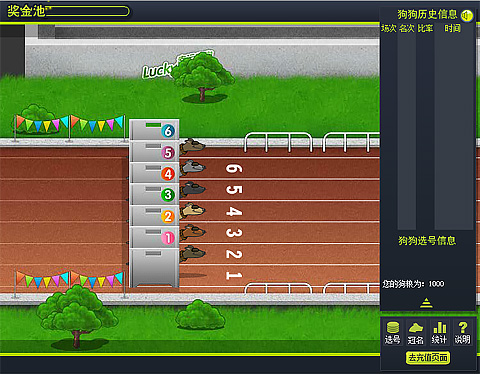 奖金池
狗狗历史信息
场次 名次 比率 时间
Lucky
6
5
4
3
2
1
6
5
4
3
2
1
狗狗选号信息
您的狗粮为：1000
选号 冠名 统计 说明
去充值页面